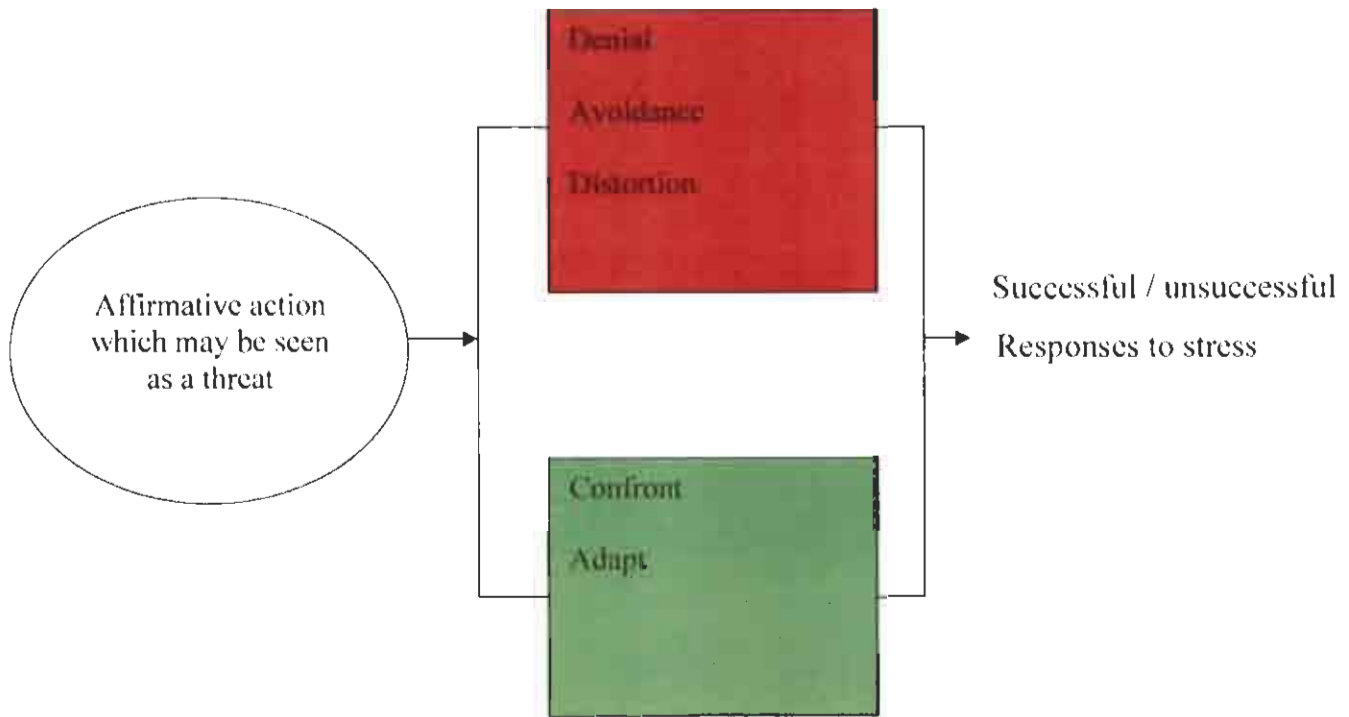 Affirmative action
which may be seen
as a threat
Denial
Avoidance
Distortion
Confront
Adapt
Successful / unsuccessful
Responses to stress